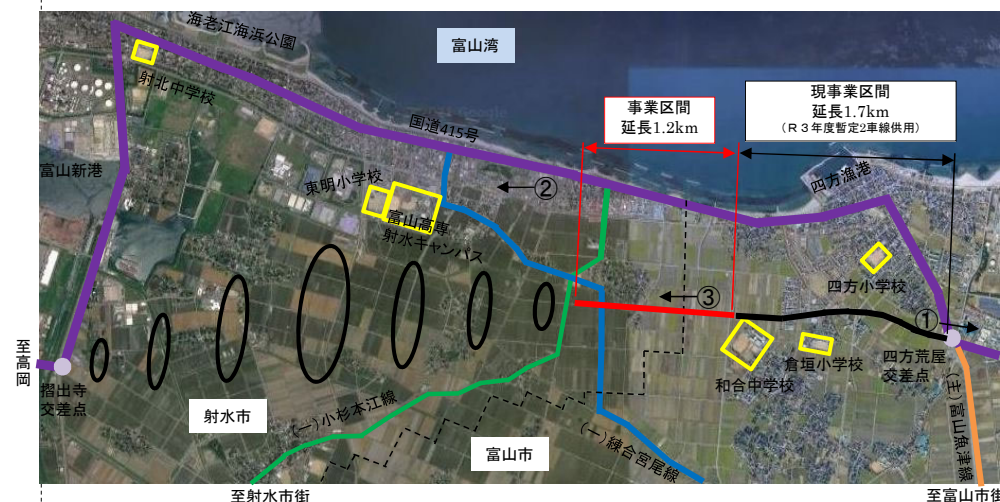 海老江海浜公園
富山湾
射北中学校
事業区間
延長1.2km
現事業区間
延長1.7km
(R3年度暫定2車線供用)
国道415号
富山新港
東明小学校
②
四方漁港
富山高専
射水キャンパス
四方小学校
③
①
至高岡
倉垣小学校
四方荒屋
交差点
和合中学校
摺出寺
交差点
射水市
(一)小杉本江線
(主)富山魚津線
富山市
(一)練合宮尾線
至射水市街
至富山市街